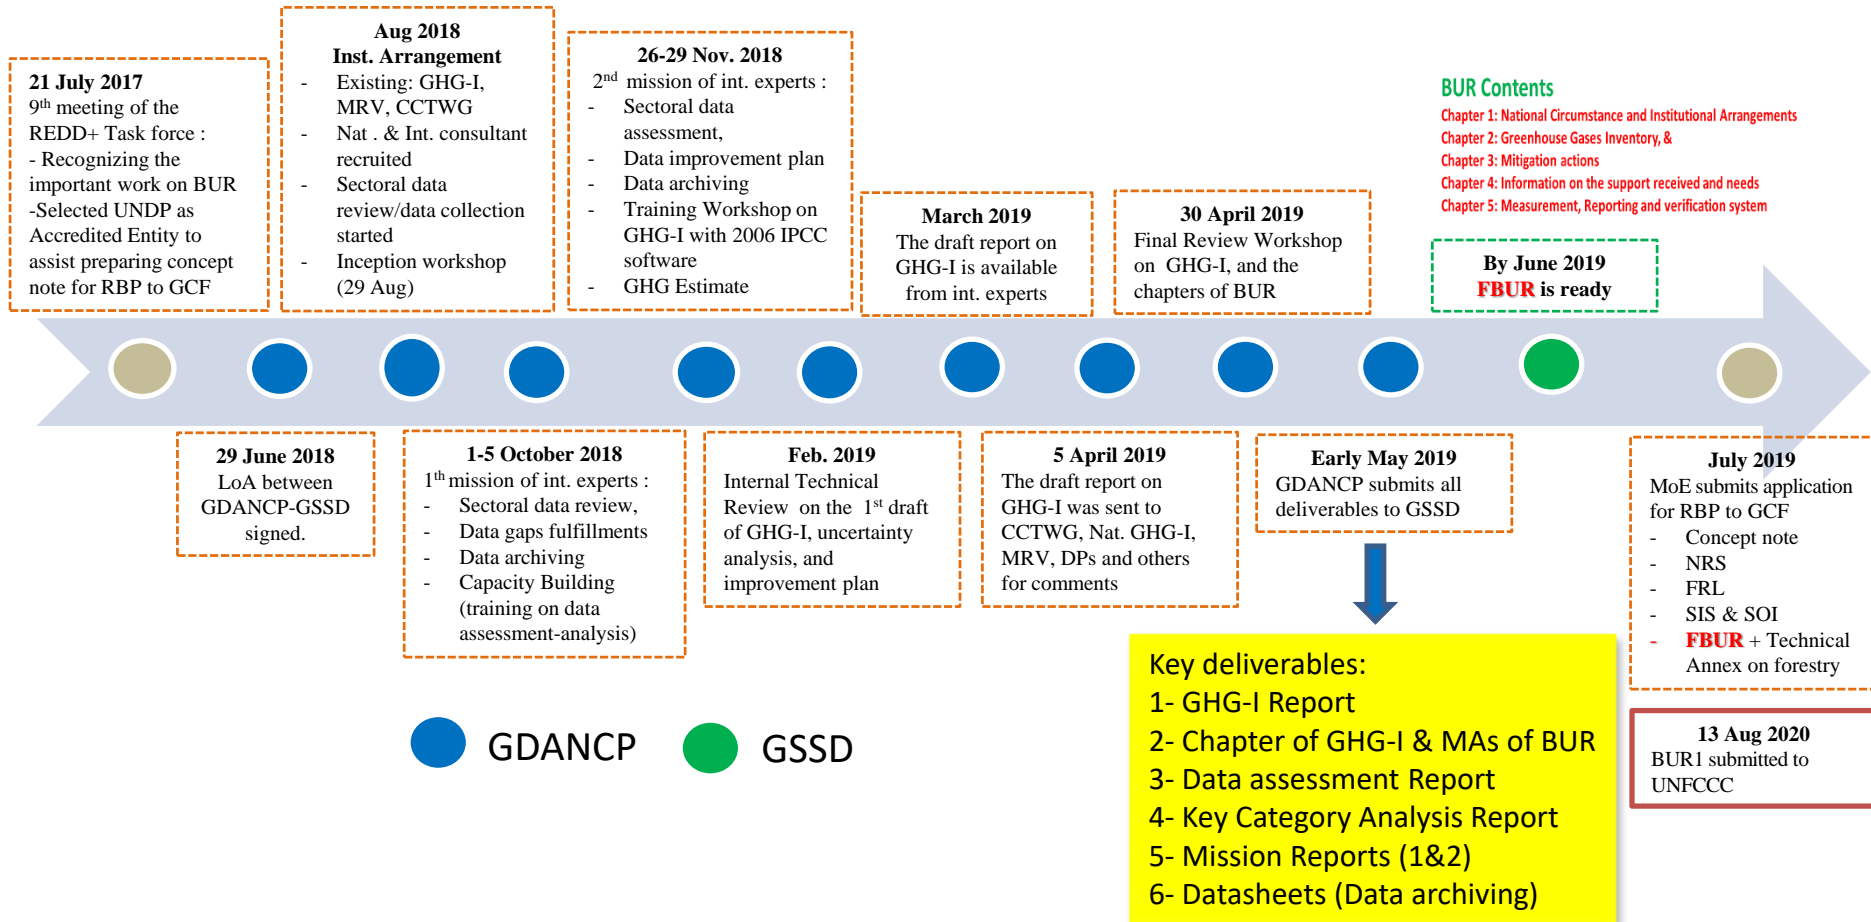 21 July 2017
9th meeting of the
REDD+ Task force :
- Recognizing the
important work on BUR
-Selected UNDP as
Accredited Entity to
assist preparing concept
note for RBP to GCF
Aug 2018
Inst. Arrangement
- Existing: GHG-I,
MRV, CCTWG
- Nat . & Int. consultant
recruited
- Sectoral data
review/data collection
started
- Inception workshop
(29 Aug)
26-29 Nov. 2018
2nd mission of int. experts :
- Sectoral data
assessment,
- Data improvement plan
- Data archiving
- Training Workshop on
GHG-I with 2006 IPCC
software
- GHG Estimate
March 2019
The draft report on
GHG-I is available
from int. experts
30 April 2019
Final Review Workshop
on GHG-I, and the
chapters of BUR
BUR Contents
Chapter 1: National Circumstance and Institutional Arrangements
Chapter 2: Greenhouse Gases Inventory, &
Chapter 3: Mitigation actions
Chapter 4: Information on the support received and needs
Chapter 5: Measurement, Reporting and verification system
By June 2019
FBUR is ready
29 June 2018
LoA between
GDANCP-GSSD
signed.
1-5 October 2018
1th mission of int. experts :
- Sectoral data review,
- Data gaps fulfillments
- Data archiving
- Capacity Building
(training on data
assessment-analysis)
Feb. 2019
Internal Technical
Review on the 1st draft
of GHG-I, uncertainty
analysis, and
improvement plan
5 April 2019
The draft report on
GHG-I was sent to
CCTWG, Nat. GHG-I,
MRV, DPs and others
for comments
Early May 2019
GDANCP submits all
deliverables to GSSD
July 2019
MoE submits application
for RBP to GCF
- Concept note
- NRS
- FRL
- SIS & SOI
- FBUR + Technical
Annex on forestry
13 Aug 2020
BUR1 submitted to
UNFCCC
Key deliverables:
1- GHG-I Report
2- Chapter of GHG-I & MAs of BUR
3- Data assessment Report
4- Key Category Analysis Report
5- Mission Reports (1&2)
6- Datasheets (Data archiving)
GDANCP
GSSD